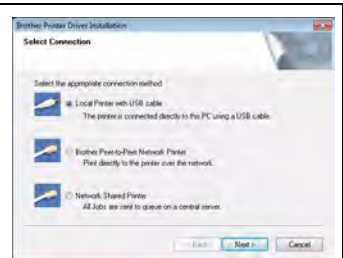 Brother Printer Driver Installation
Select Connection
Select the appropriate connection method.
Local Printer with USB cable
The printer is connected directly to this PC using a USB cable.
Brother Peer-to-Peer Network Printer
Print directly to the printer over the network.
Network Shared Printer
All Jobs are sent to queue on a central server.
< Back
Next >
Cancel